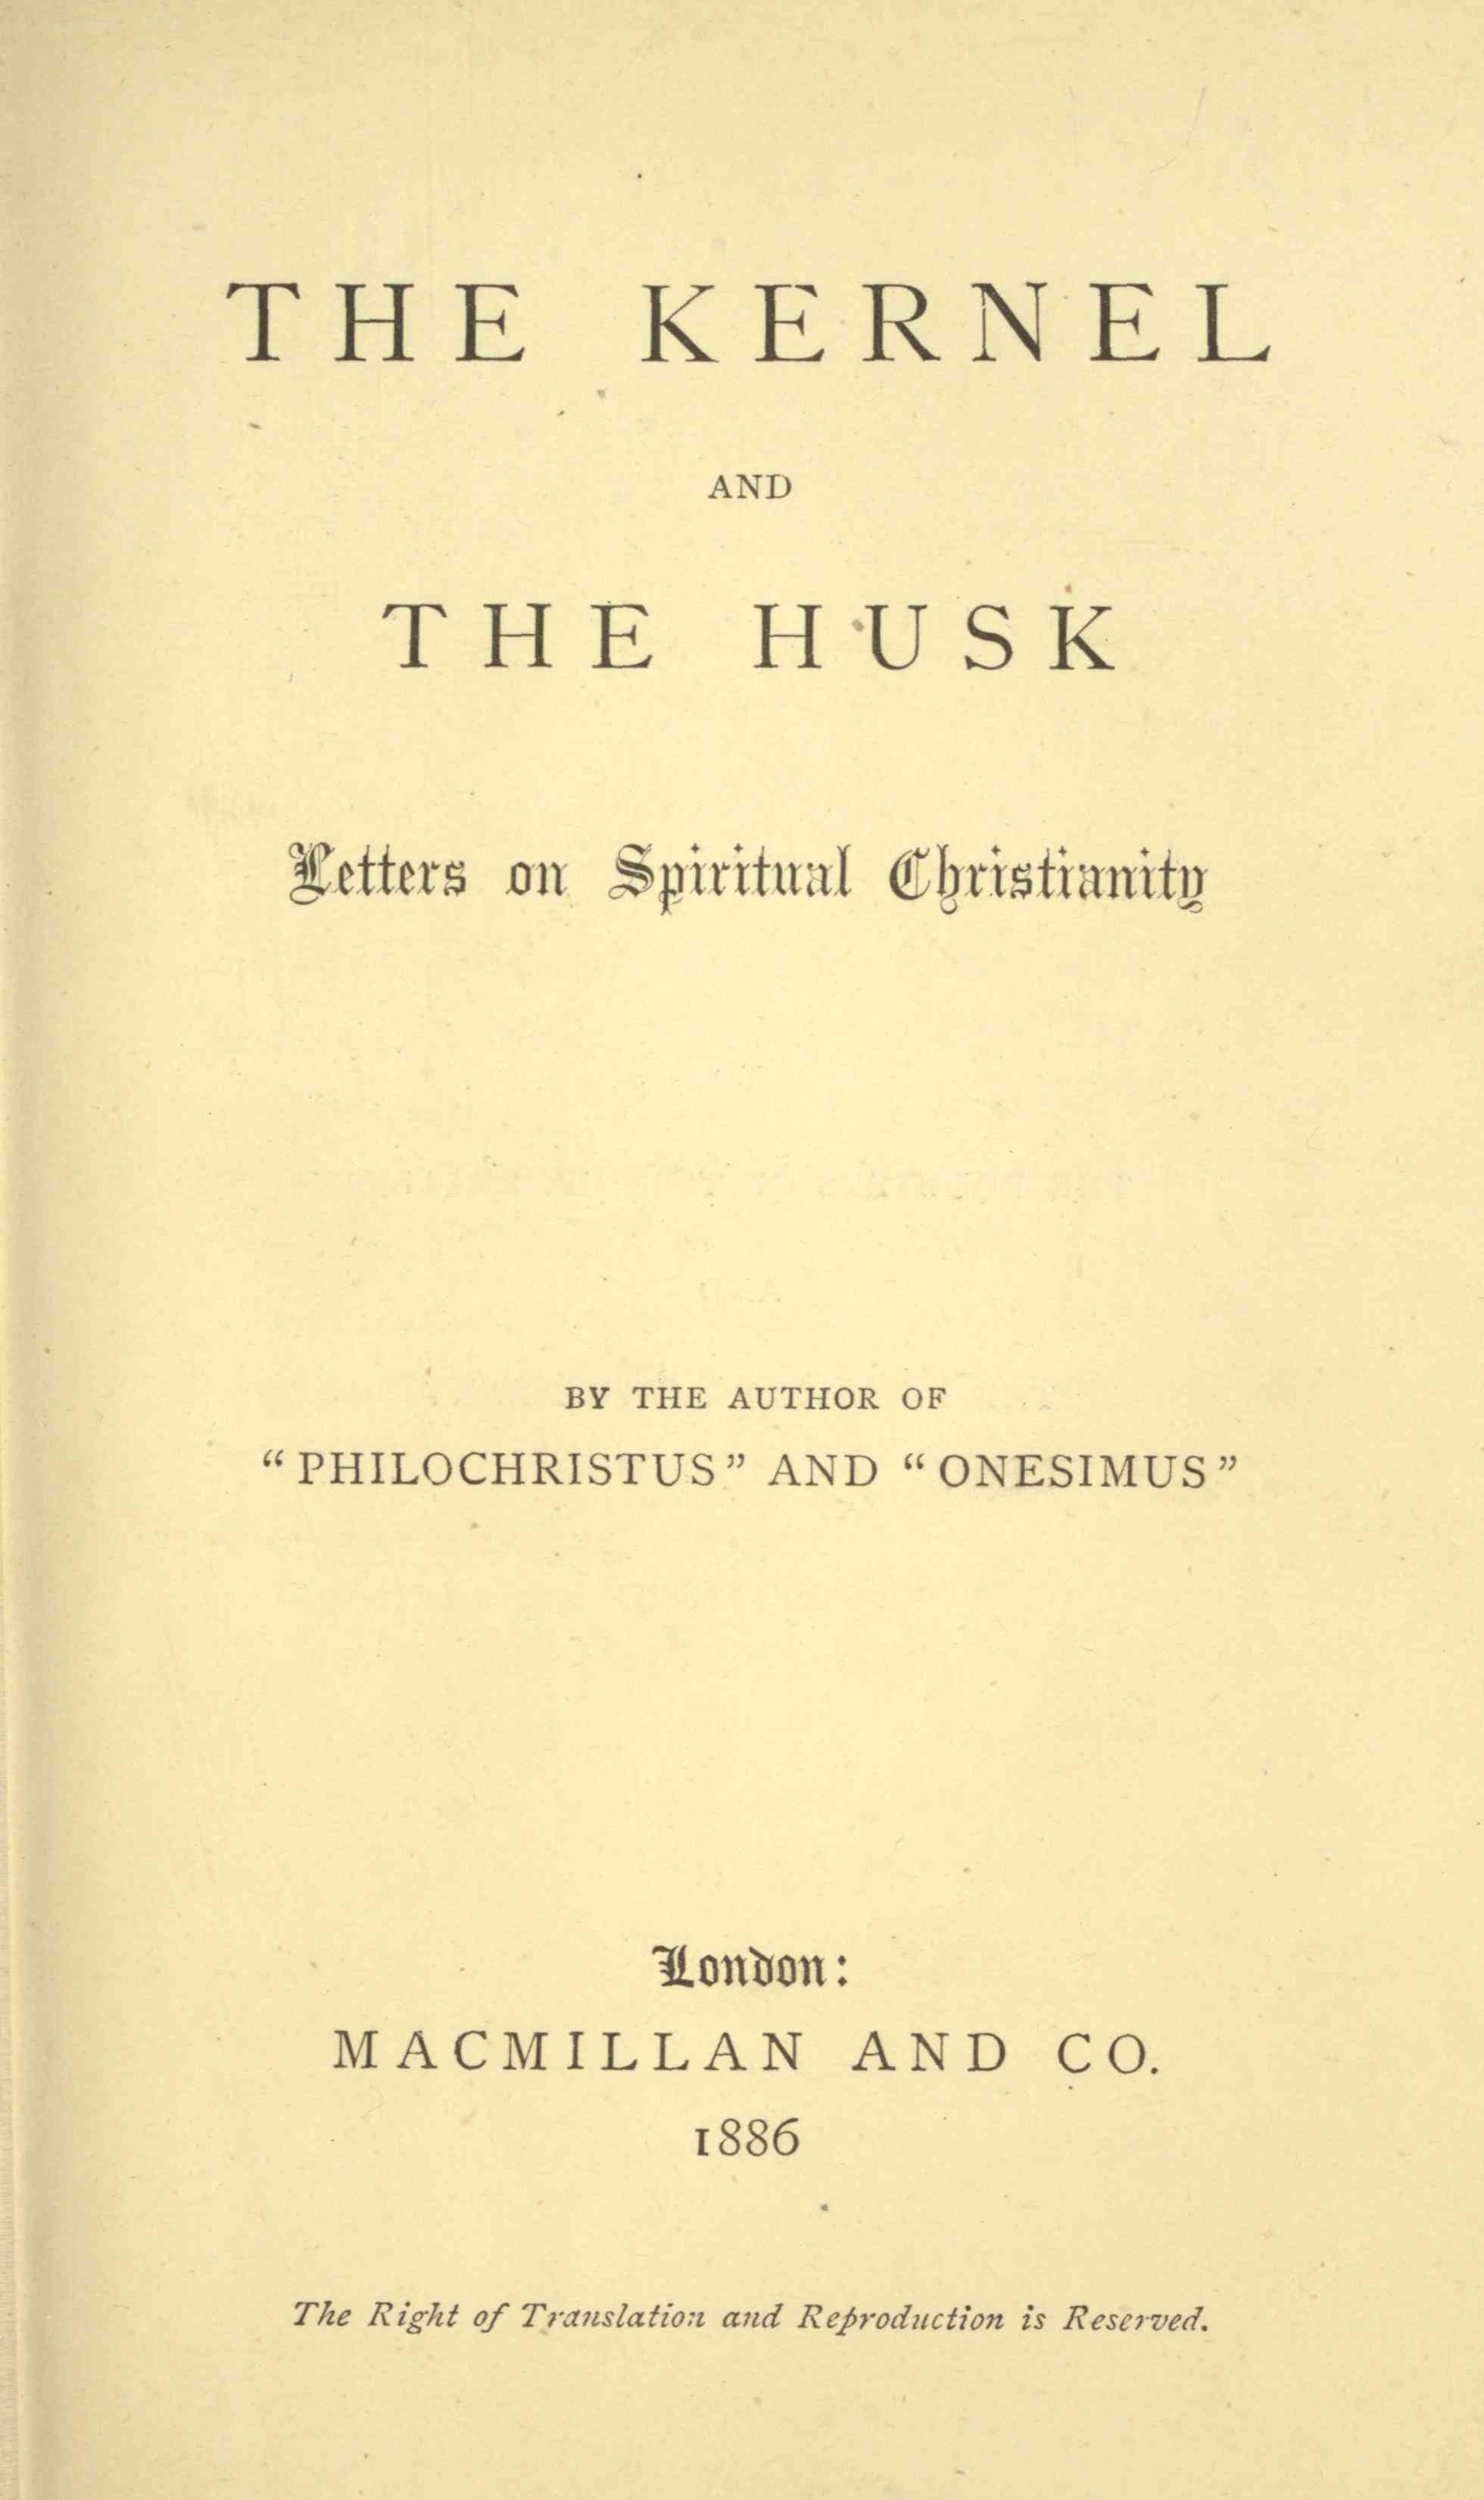 THE KERNEL
AND
THE HUSK
Letters on Spiritual Christianity
BY THE AUTHOR OF
“PHILOCHRISTUS” AND “ONESIMUS”
London:
MACMILLAN AND CO.
1886
The Right of Translation and Reproduction is Reserved.